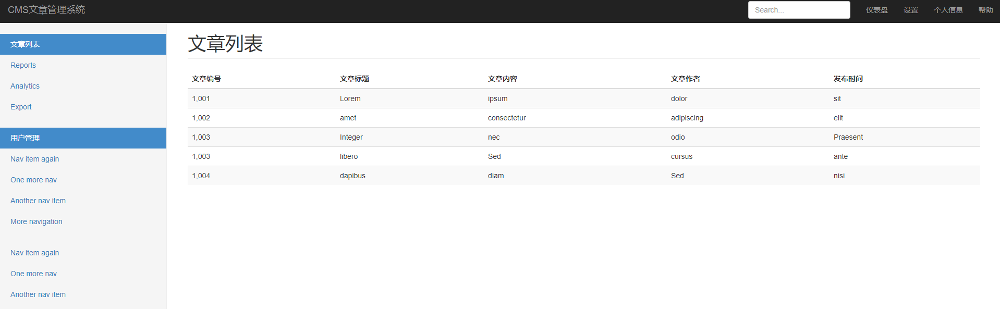 CMS文章管理系统 Search... 仪表盘 设置 个人信息 帮助
文章列表
Reports
Analytics
Export
用户管理
Nav item again
One more nav
Another nav item
More navigation
Nav item again
One more nav
Another nav item
文章列表
文章编号 文章标题 文章内容 文章作者 发布时间
1,001 Lorem ipsum dolor sit
1,002 amet consectetur adipiscing elit
1,003 Integer nec odio Praesent
1,003 libero Sed cursus ante
1,004 dapibus diam Sed nisi